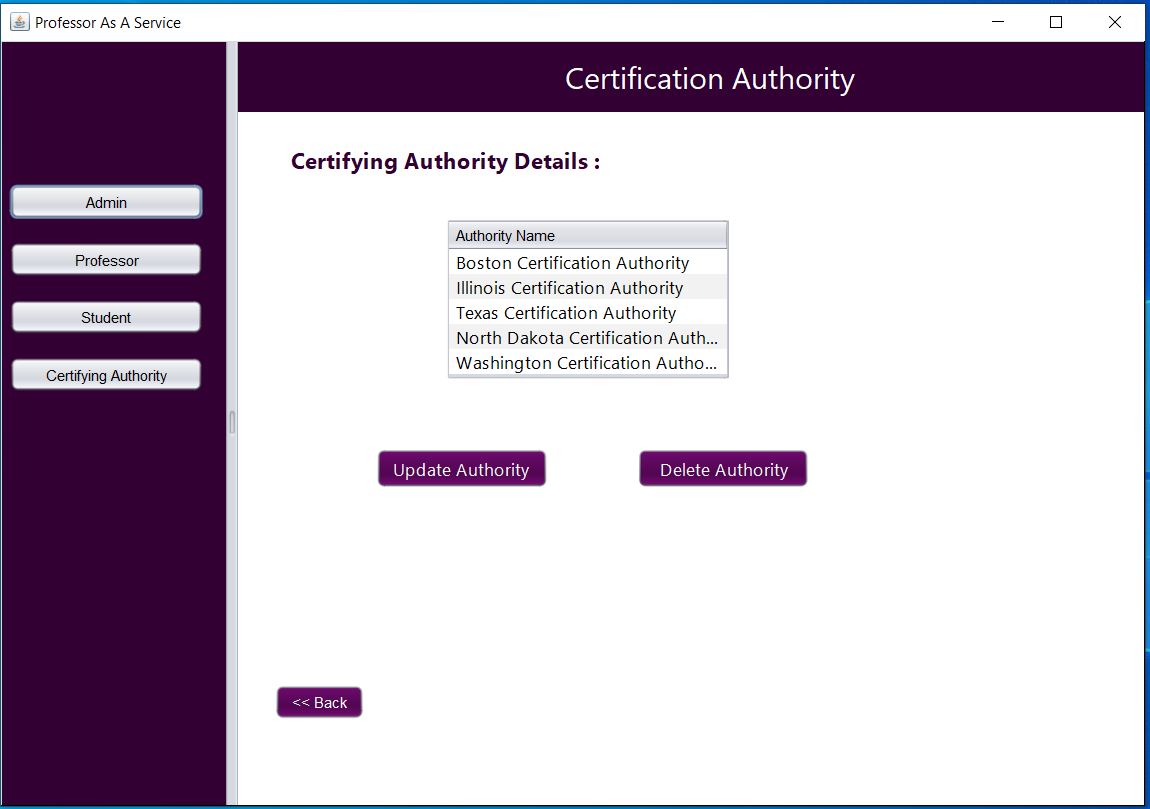 Professor As A Service
Certification Authority
Certifying Authority Details :
Admin
Professor
Student
Certifying Authority
Authority Name
Boston Certification Authority
Illinois Certification Authority
Texas Certification Authority
North Dakota Certification Auth...
Washington Certification Autho...
Update Authority
Delete Authority
<< Back